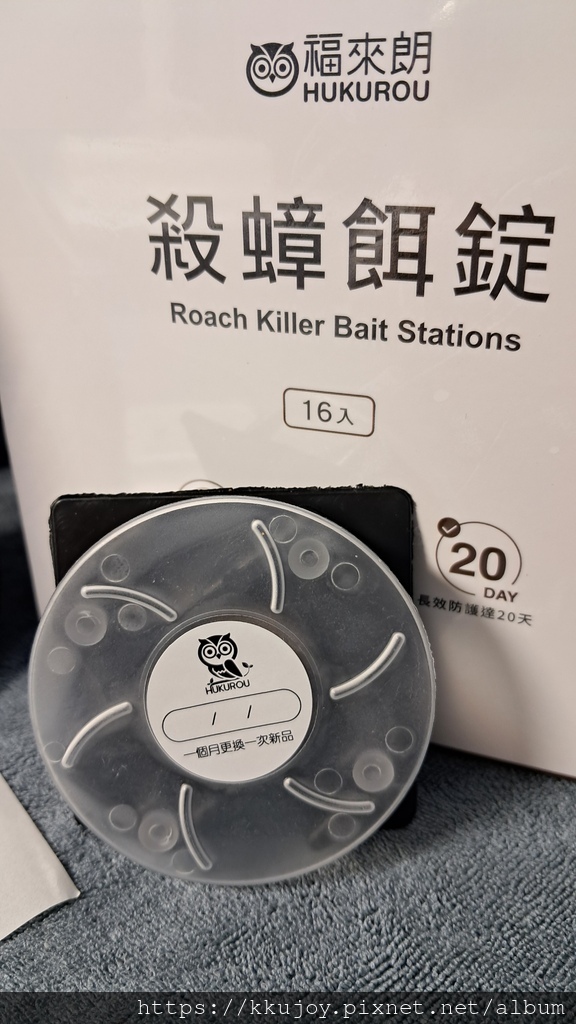 福來朗
HUKUROU
殺蟑餌錠
Roach Killer Bait Stations
16入
20
DAY
長效防護達20天
HUKUROU
/ /
一個月更換一次新品
https://kkujoy.pixnet.net/album